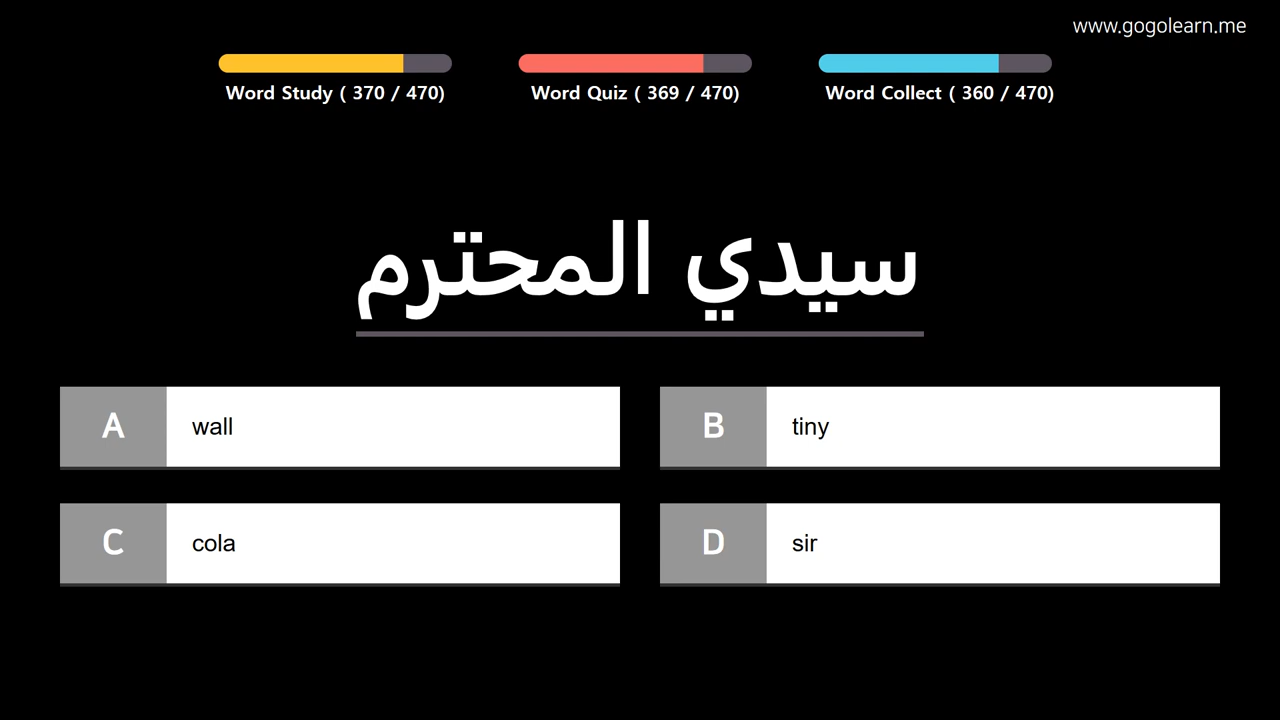 www.gogolearn.me
Word Study ( 370 / 470)
Word Quiz ( 369 / 470)
Word Collect ( 360 / 470)
سيدي المحترم
A wall
B tiny
C cola
D sir